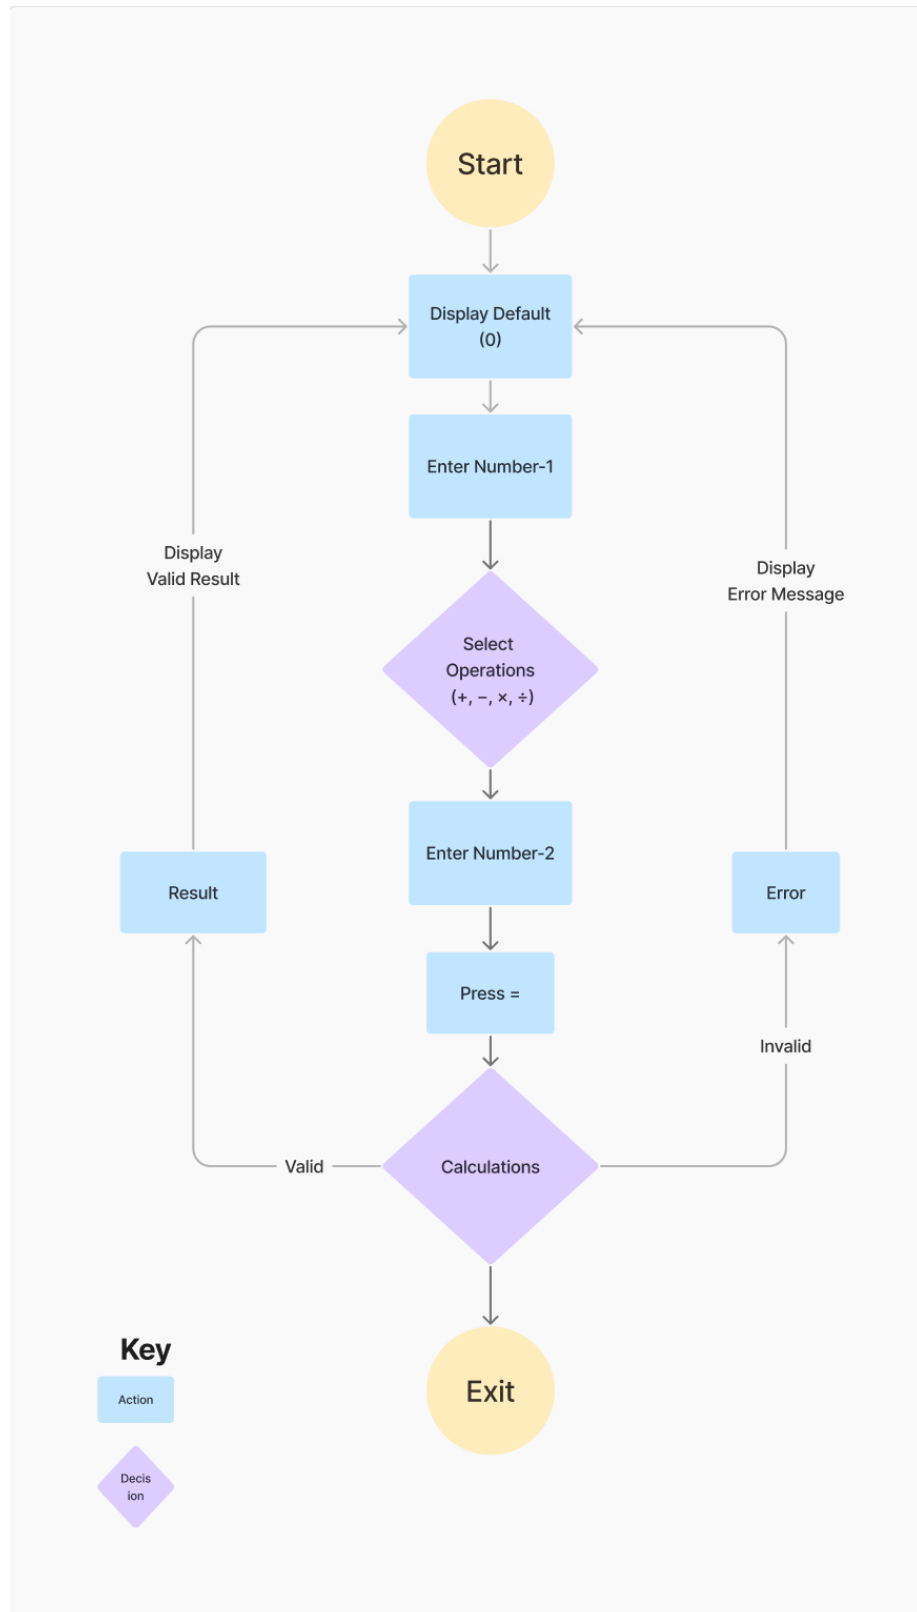 Start
Display Default
(0)
Enter Number-1
Display
Valid Result
Display
Error Message
Select
Operations
(+, −, ×, ÷)
Enter Number-2
Result
Error
Press =
Invalid
Valid
Calculations
Key
Action
Exit
Decis
ion